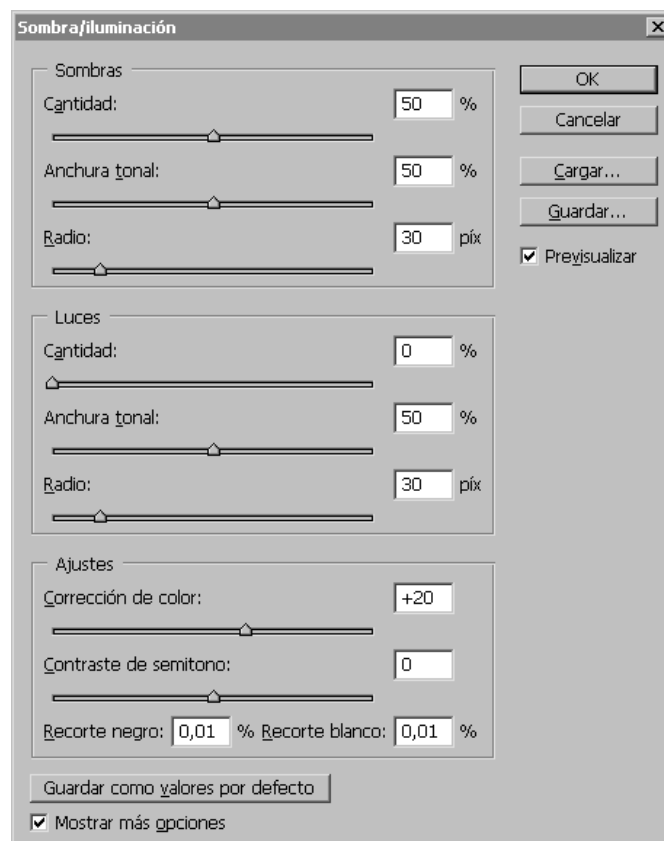 Sombra/iluminación
Sombras
Cantidad: 50 %
Anchura tonal: 50 %
Radio: 30 píx
Luces
Cantidad: 0 %
Anchura tonal: 50 %
Radio: 30 píx
Ajustes
Corrección de color: +20
Contraste de semitono: 0
Recorte negro: 0,01 % Recorte blanco: 0,01 %
Guardar como valores por defecto
Mostrar más opciones
OK
Cancelar
Cargar...
Guardar...
Previsualizar